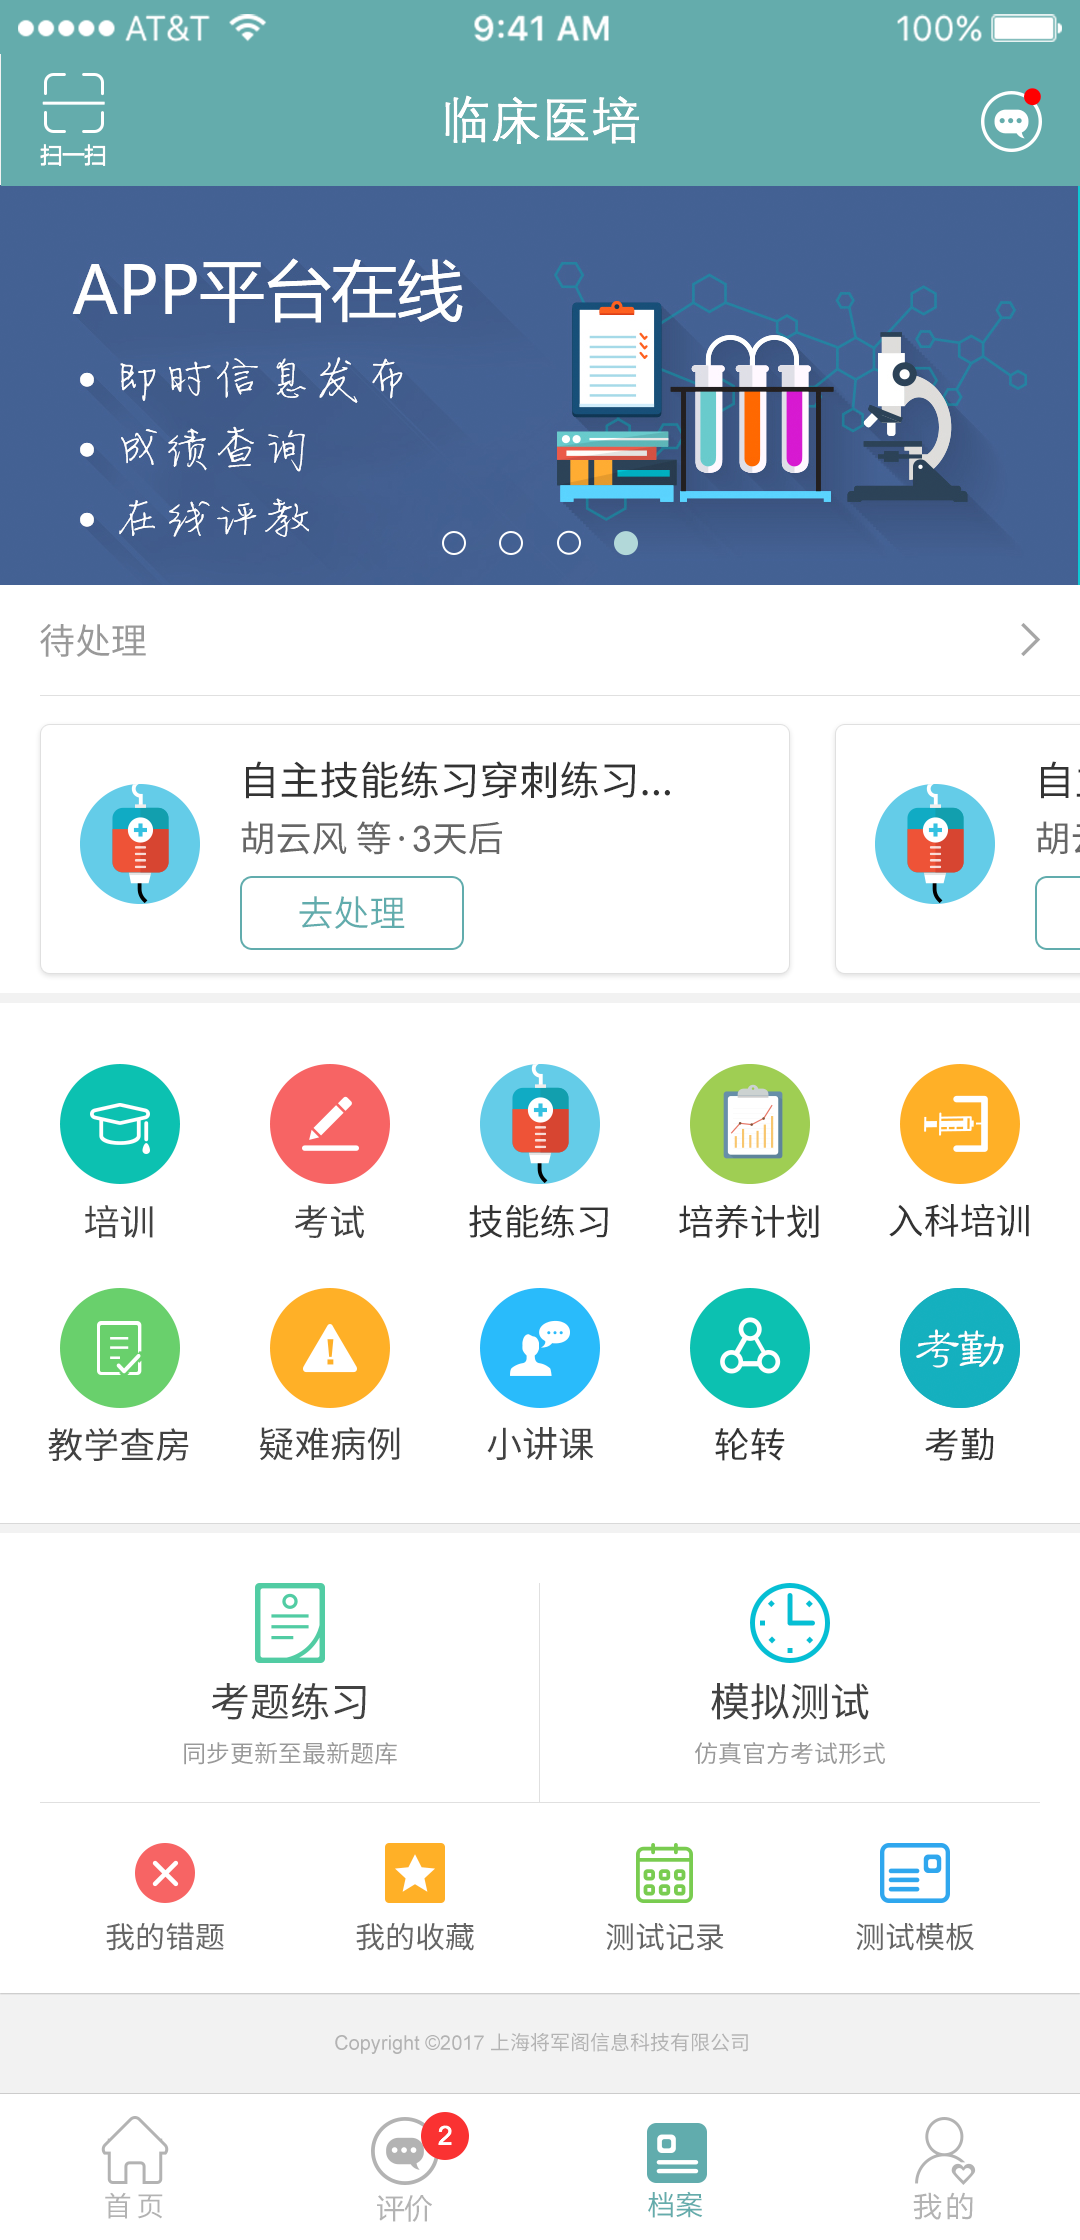 AT&T 9:41 AM 100%
扫一扫
临床医培
APP平台在线
即时信息发布
成绩查询
在线评教
待处理
自主技能练习穿刺练习...
自主
胡云风 等·3天后
胡云
去处理
培训 考试 技能练习 培养计划 入科培训
考勤
教学查房 疑难病例 小讲课 轮转 考勤
考题练习 模拟测试
同步更新至最新题库 仿真官方考试形式
我的错题 我的收藏 测试记录 测试模板
Copyright ©2017 上海将军阁信息科技有限公司
2
首页 评价 档案 我的